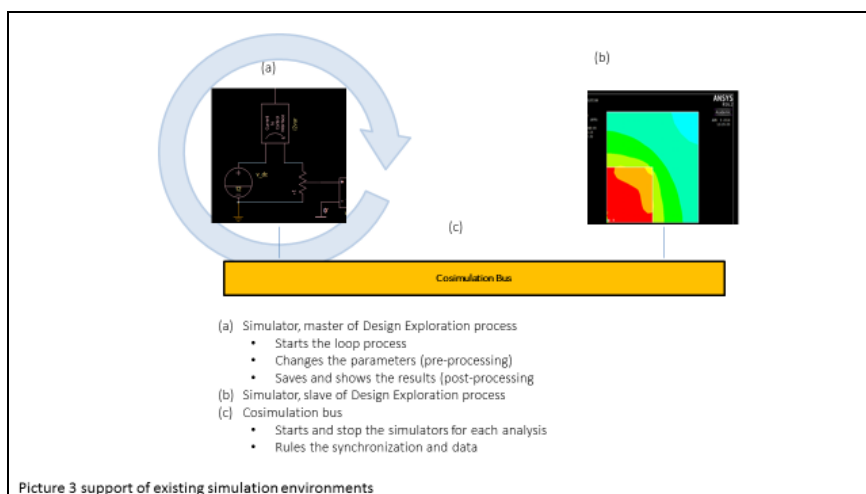 (a)
(b)
ANSYS
v_dc
(c)
Cosimulation Bus
(a) Simulator, master of Design Exploration process
• Starts the loop process
• Changes the parameters (pre-processing)
• Saves and shows the results (post-processing
(b) Simulator, slave of Design Exploration process
(c) Cosimulation bus
• Starts and stop the simulators for each analysis
• Rules the synchronization and data
Picture 3 support of existing simulation environments